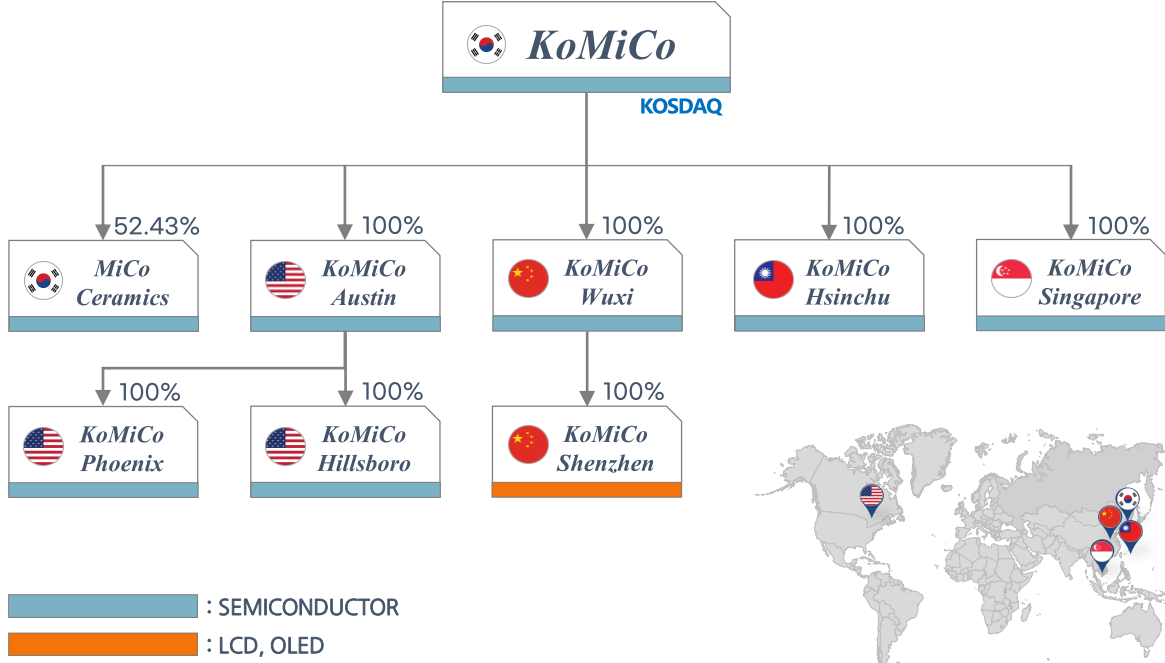 KoMiCo
KOSDAQ
52.43%
100%
100%
100%
100%
MiCo
Ceramics
KoMiCo
Austin
KoMiCo
Wuxi
KoMiCo
Hsinchu
KoMiCo
Singapore
100%
100%
100%
KoMiCo
Phoenix
KoMiCo
Hillsboro
KoMiCo
Shenzhen
: SEMICONDUCTOR
: LCD, OLED